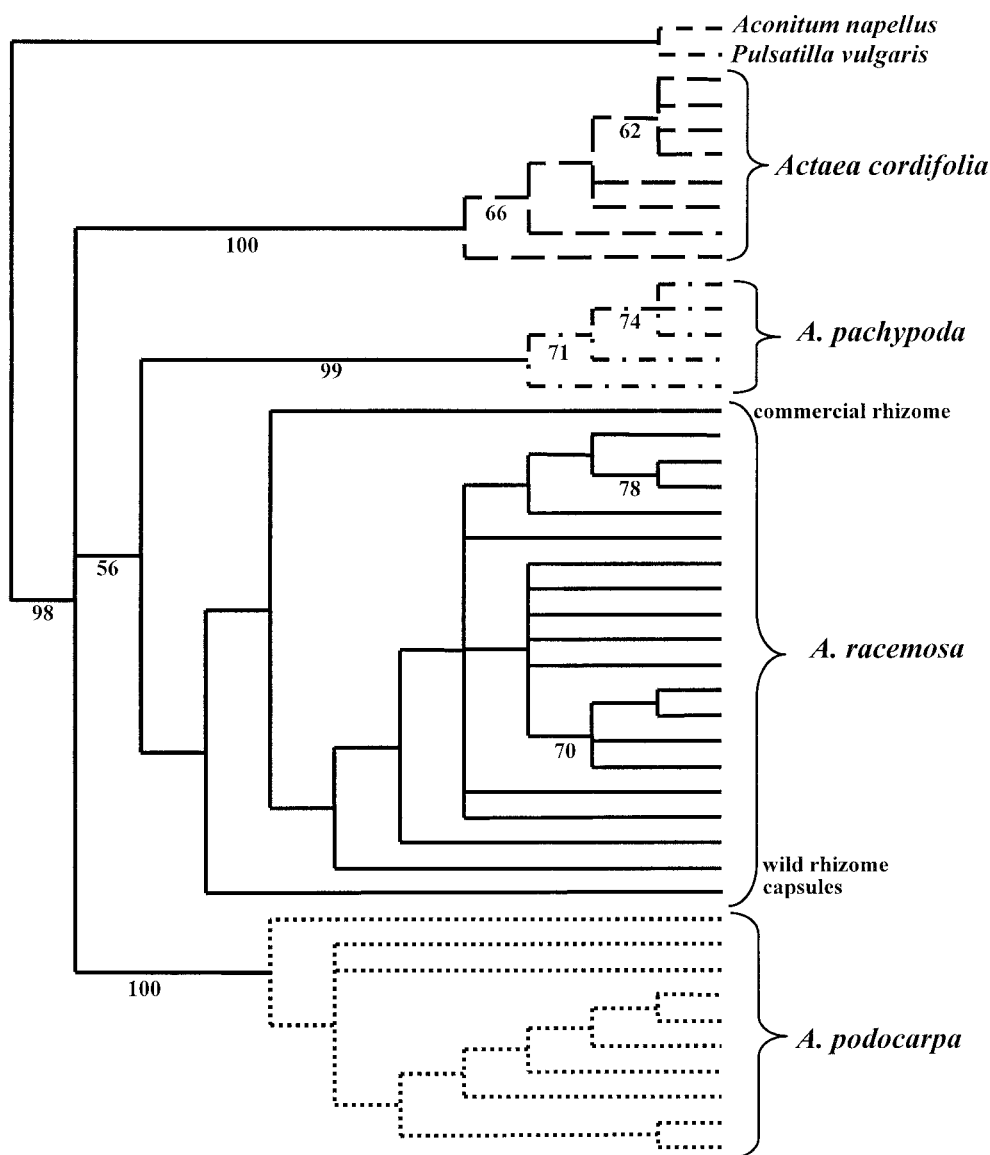 Aconitum napellus
Pulsatilla vulgaris
62
Actaea cordifolia
66
100
74
A. pachypoda
71
99
commercial rhizome
78
56
98
A. racemosa
70
wild rhizome
capsules
100
A. podocarpa